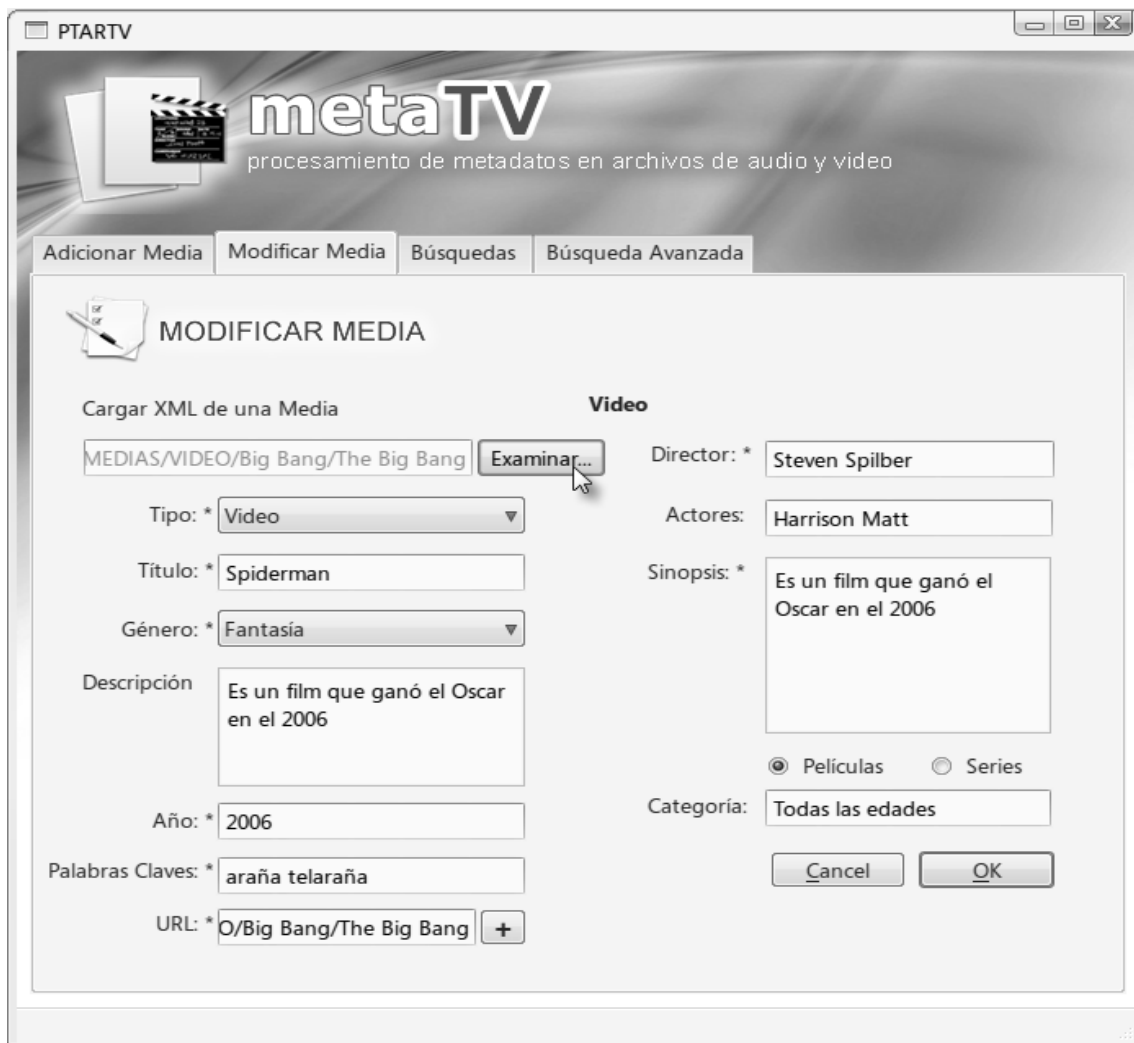 PTARTV
metaTV
procesamiento de metadatos en archivos de audio y video
Adicionar Media
Modificar Media
Búsquedas
Búsqueda Avanzada
MODIFICAR MEDIA
Cargar XML de una Media
MEDIAS/VIDEO/Big Bang/The Big Bang
Examinar...
Tipo: * Video
Título: * Spiderman
Género: * Fantasía
Descripción
Es un film que ganó el Oscar
en el 2006
Año: * 2006
Palabras Claves: * araña telaraña
URL: * O/Big Bang/The Big Bang +
Video
Director: * Steven Spilber
Actores: Harrison Matt
Sinopsis: *
Es un film que ganó el
Oscar en el 2006
Películas
Series
Categoría: Todas las edades
Cancel
OK